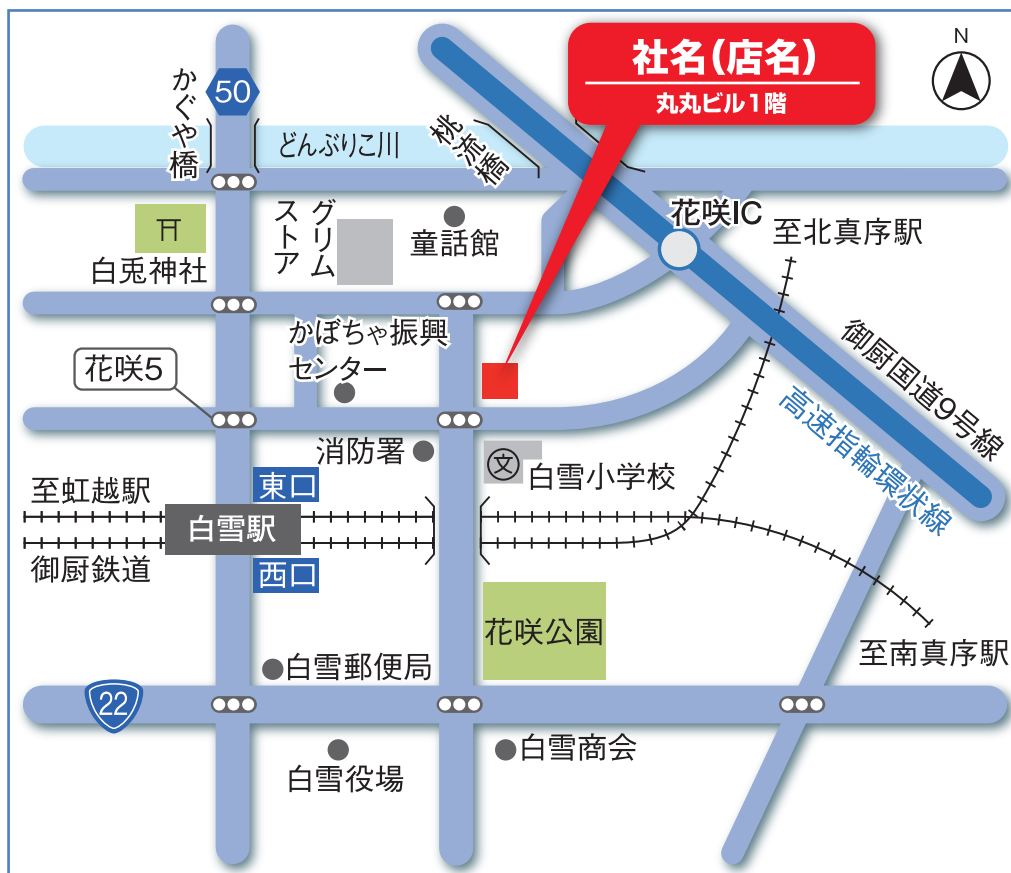 社名(店名)
丸丸ビル1階
N
50
かぐや橋
どんぶりこ川
桃流橋
花咲IC
至北真序駅
白兎神社
グリム
ストア
童話館
かぼちゃ振興
センター
花咲5
御厨国道9号線
高速指輪環状線
消防署
文
白雪小学校
至虹越駅
東口
白雪駅
御厨鉄道
西口
花咲公園
至南真序駅
白雪郵便局
22
白雪役場
白雪商会